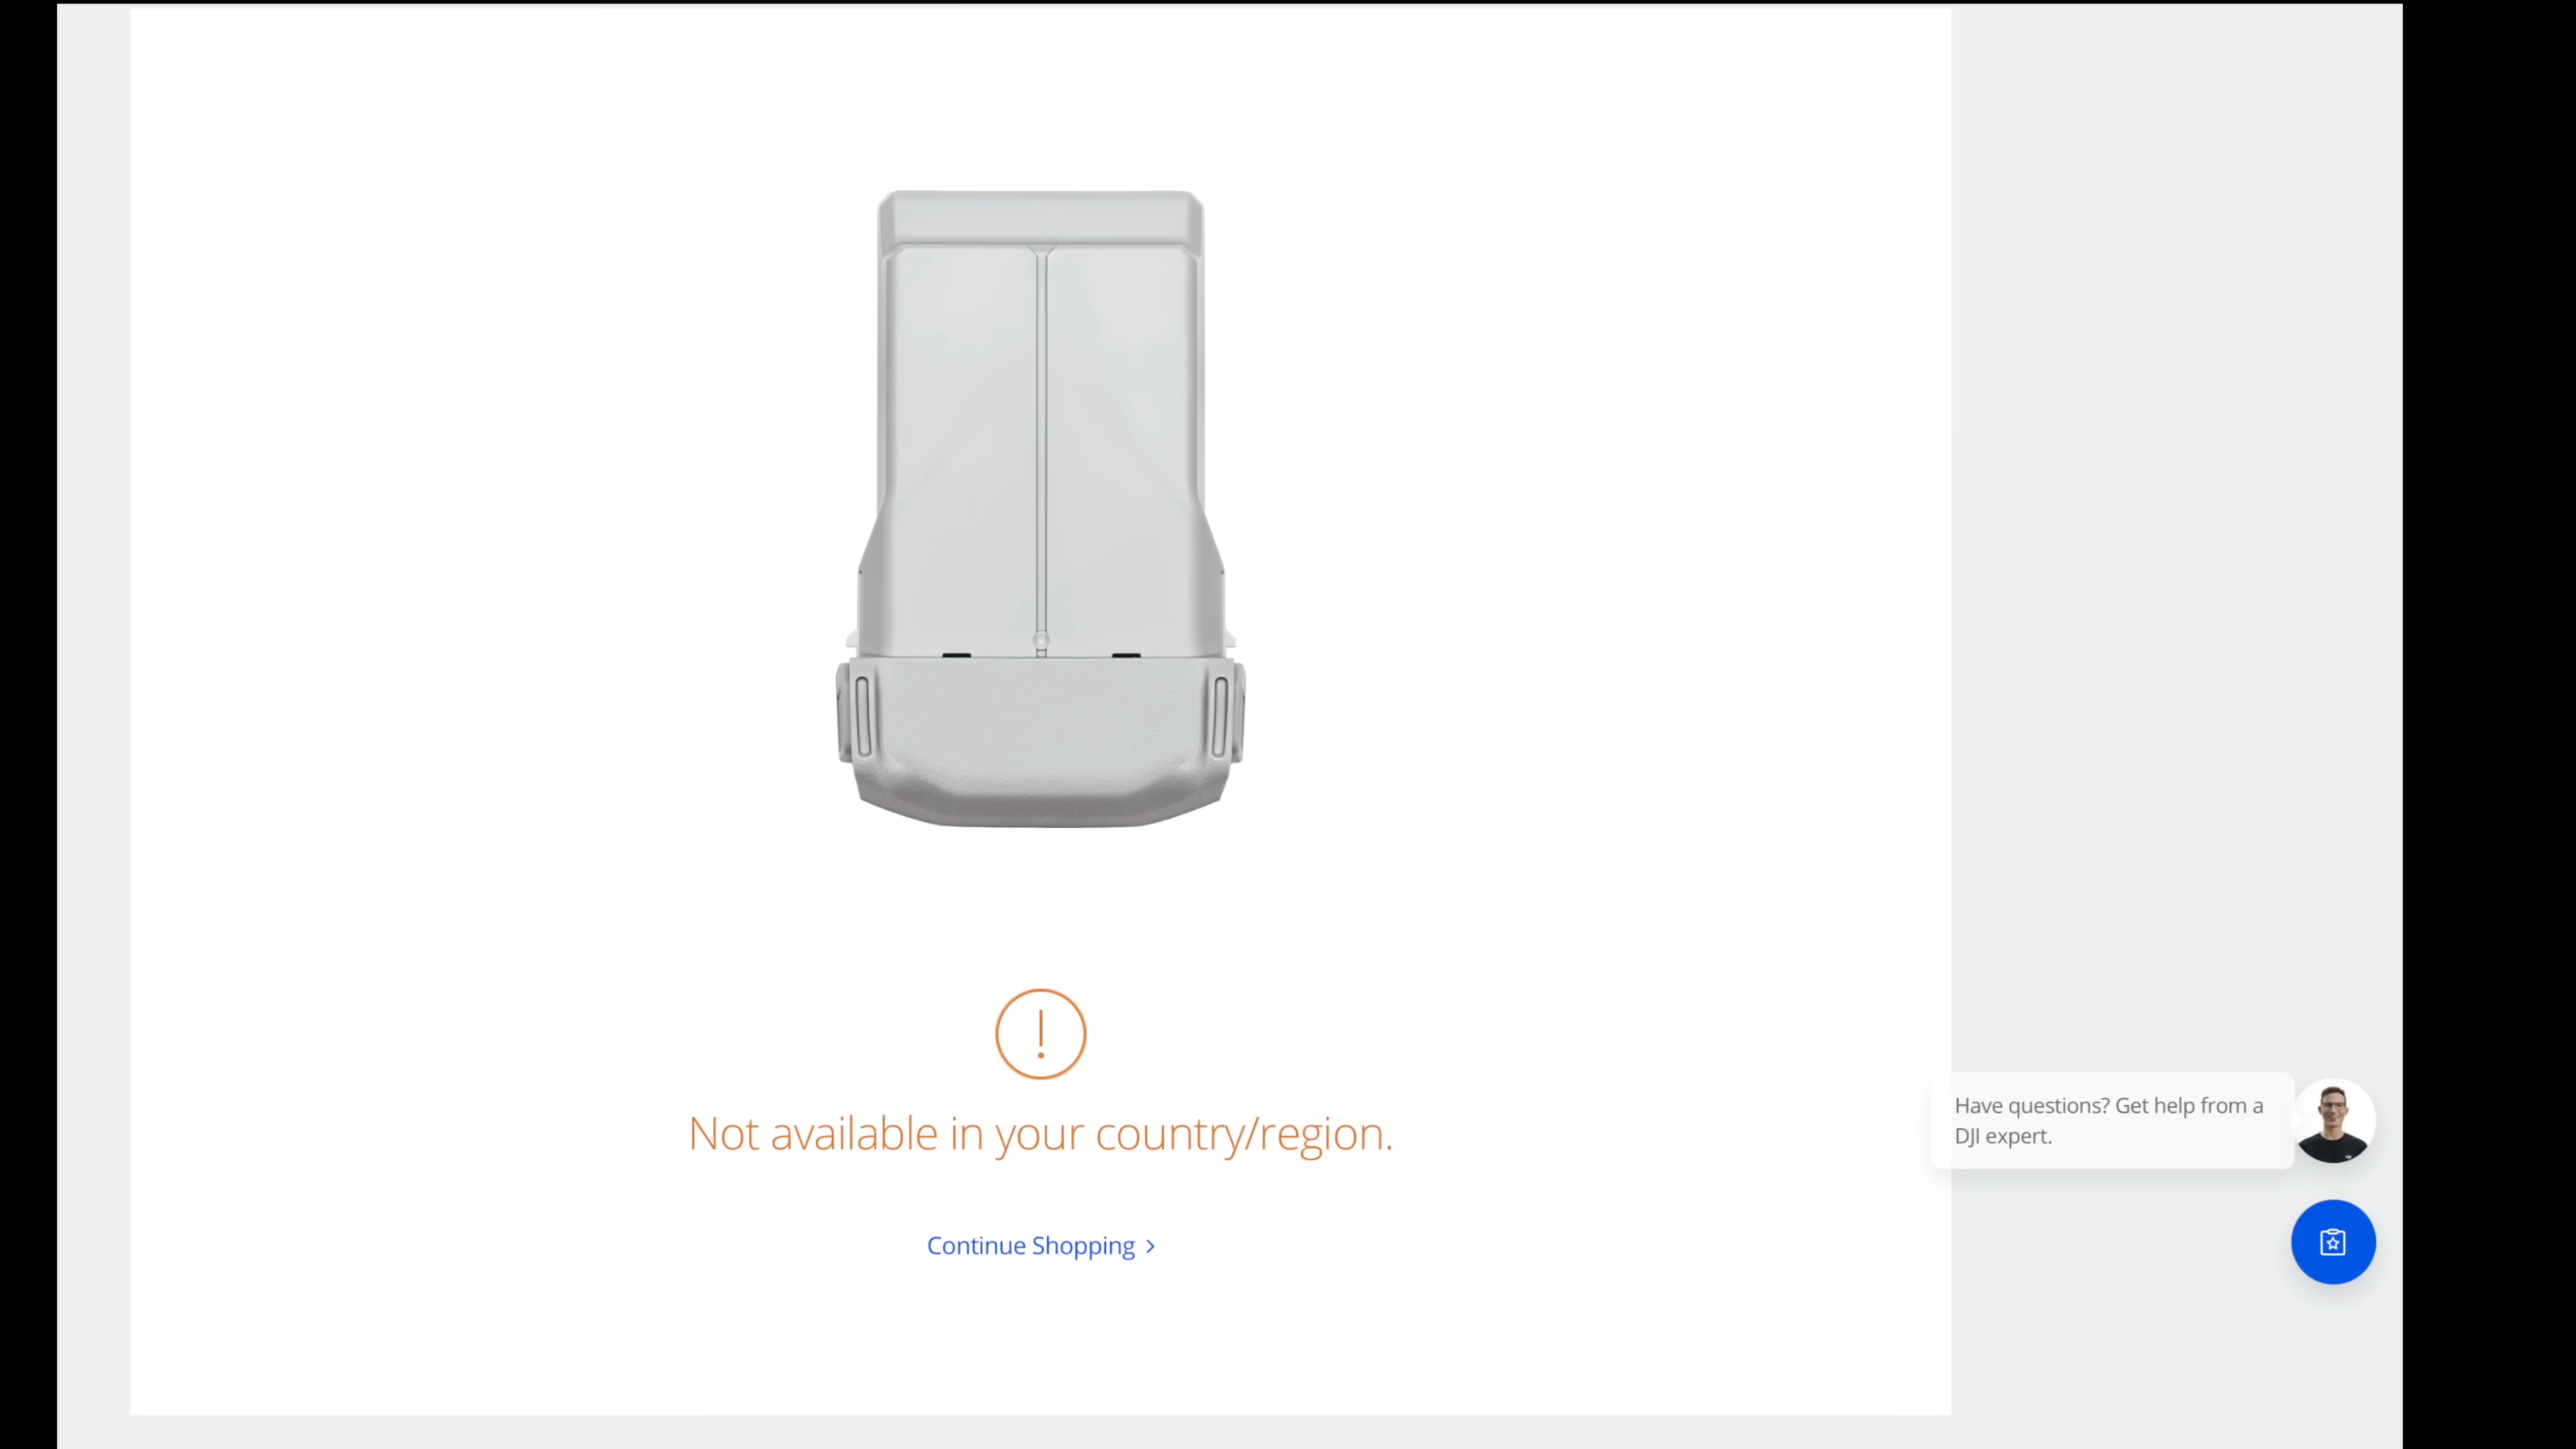 Not available in your country/region.
Continue Shopping >
Have questions? Get help from a
DJI expert.